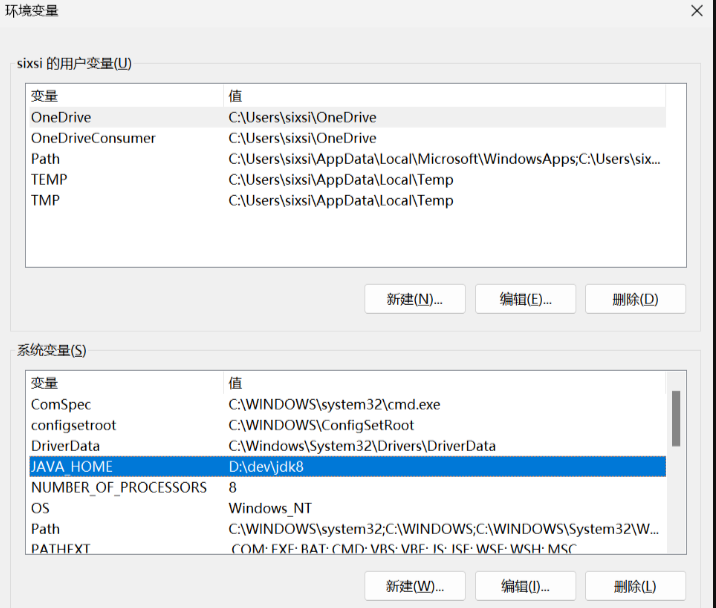 环境变量
sixsi 的用户变量(U)
变量 值
OneDrive C:\Users\sixsi\OneDrive
OneDriveConsumer C:\Users\sixsi\OneDrive
Path C:\Users\sixsi\AppData\Local\Microsoft\WindowsApps;C:\Users\six...
TEMP C:\Users\sixsi\AppData\Local\Temp
TMP C:\Users\sixsi\AppData\Local\Temp
新建(N)... 编辑(E)... 删除(D)
系统变量(S)
变量 值
ComSpec C:\WINDOWS\system32\cmd.exe
configsetroot C:\WINDOWS\ConfigSetRoot
DriverData C:\Windows\System32\Drivers\DriverData
JAVA_HOME D:\dev\jdk8
NUMBER_OF_PROCESSORS 8
OS Windows_NT
Path C:\WINDOWS\system32;C:\WINDOWS;C:\WINDOWS\System32\W...
PATHEXT .COM;.EXE;.BAT;.CMD;.VBS;.VBE;.JS;.JSE;.WSF;.WSH;.MSC
新建(W)... 编辑(I)... 删除(L)